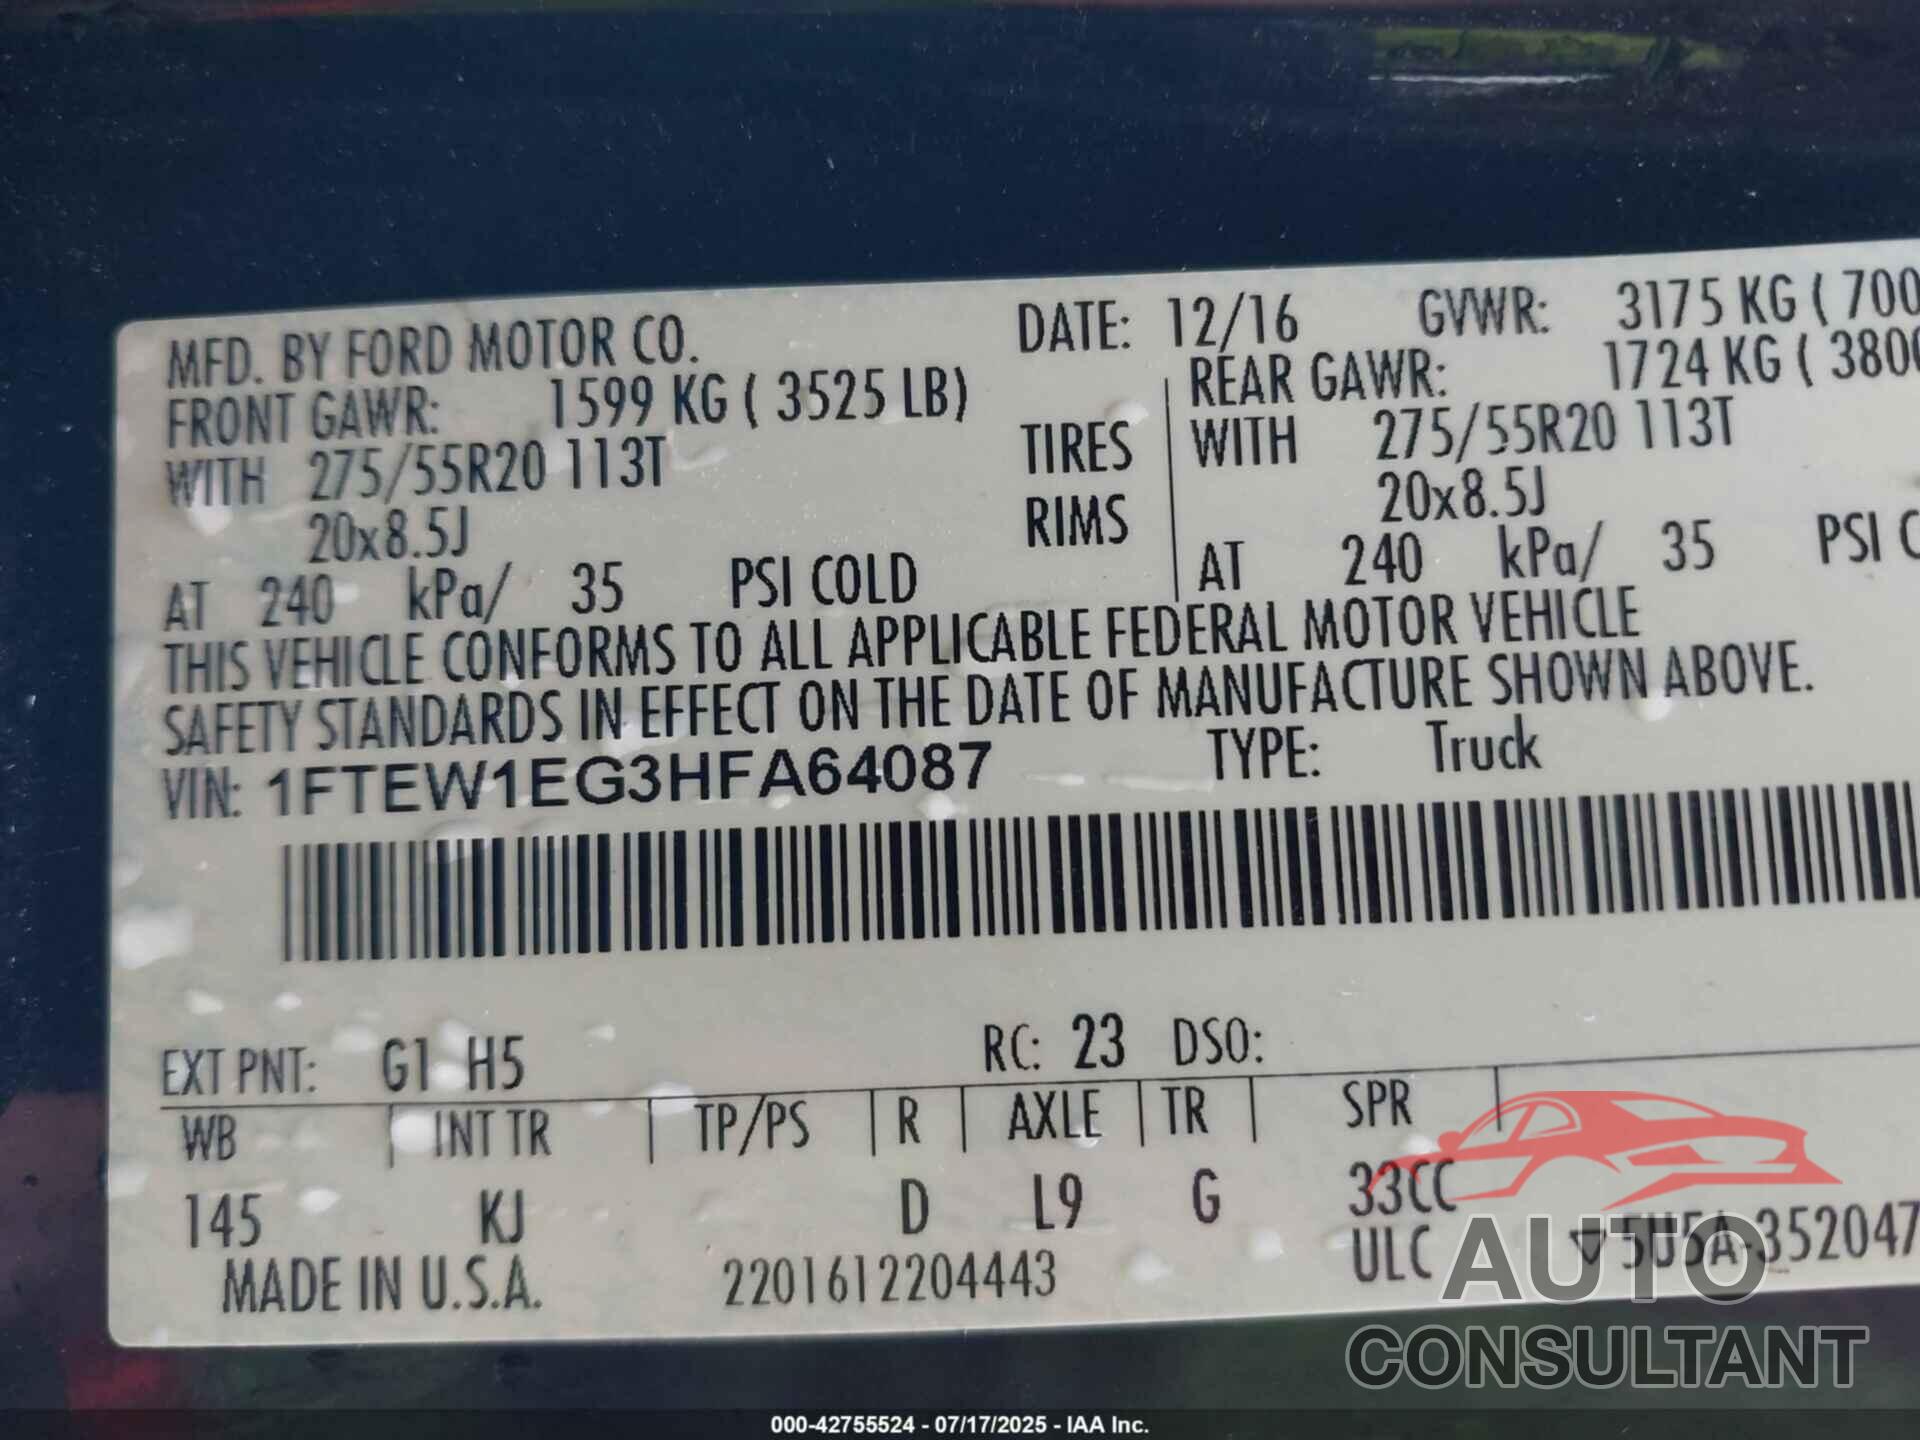 MFD. BY FORD MOTOR CO. DATE: 12/16 GVWR: 3175 KG ( 700
FRONT GAWR: 1599 KG ( 3525 LB) REAR GAWR: 1724 KG ( 380
WITH 275/55R20 113T TIRES WITH 275/55R20 113T
20x8.5J RIMS 20x8.5J
AT 240 kPa/ 35 PSI COLD AT 240 kPa/ 35 PSI C
THIS VEHICLE CONFORMS TO ALL APPLICABLE FEDERAL MOTOR VEHICLE
SAFETY STANDARDS IN EFFECT ON THE DATE OF MANUFACTURE SHOWN ABOVE.
VIN: 1FTEW1EG3HFA64087 TYPE: Truck
EXT PNT: G1 H5 RC: 23 DSO:
WB INT TR TP/PS R AXLE TR SPR
145 KJ D L9 G 33CC
MADE IN U.S.A. 2201612204443 ULC ▽5U5A-352047
AUTO
CONSULTANT
000-42755524 - 07/17/2025 - IAA Inc.